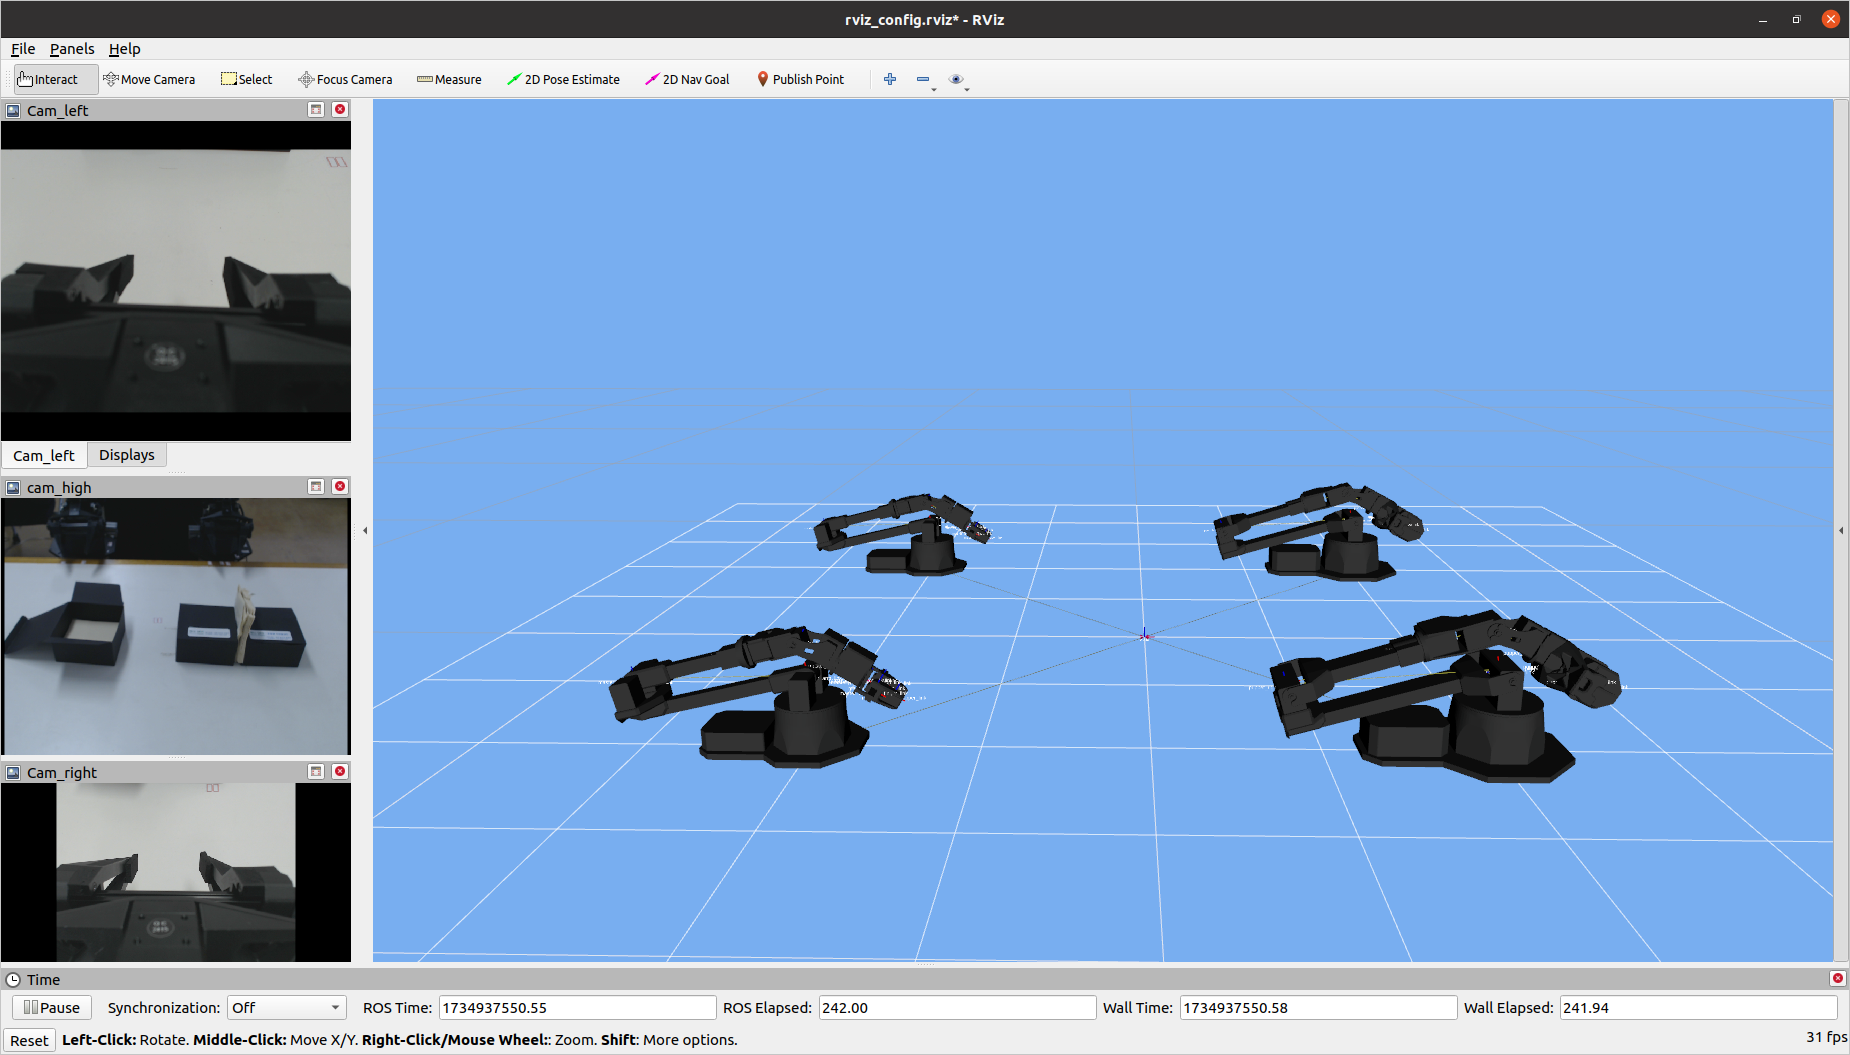 rviz_config.rviz* - RViz
File Panels Help
Interact Move Camera Select Focus Camera Measure 2D Pose Estimate 2D Nav Goal Publish Point
Cam_left
Cam_left Displays
cam_high
Cam_right
Time
Pause Synchronization: Off ROS Time: 1734937550.55 ROS Elapsed: 242.00 Wall Time: 1734937550.58 Wall Elapsed: 241.94
Reset Left-Click: Rotate. Middle-Click: Move X/Y. Right-Click/Mouse Wheel:: Zoom. Shift: More options. 31 fps